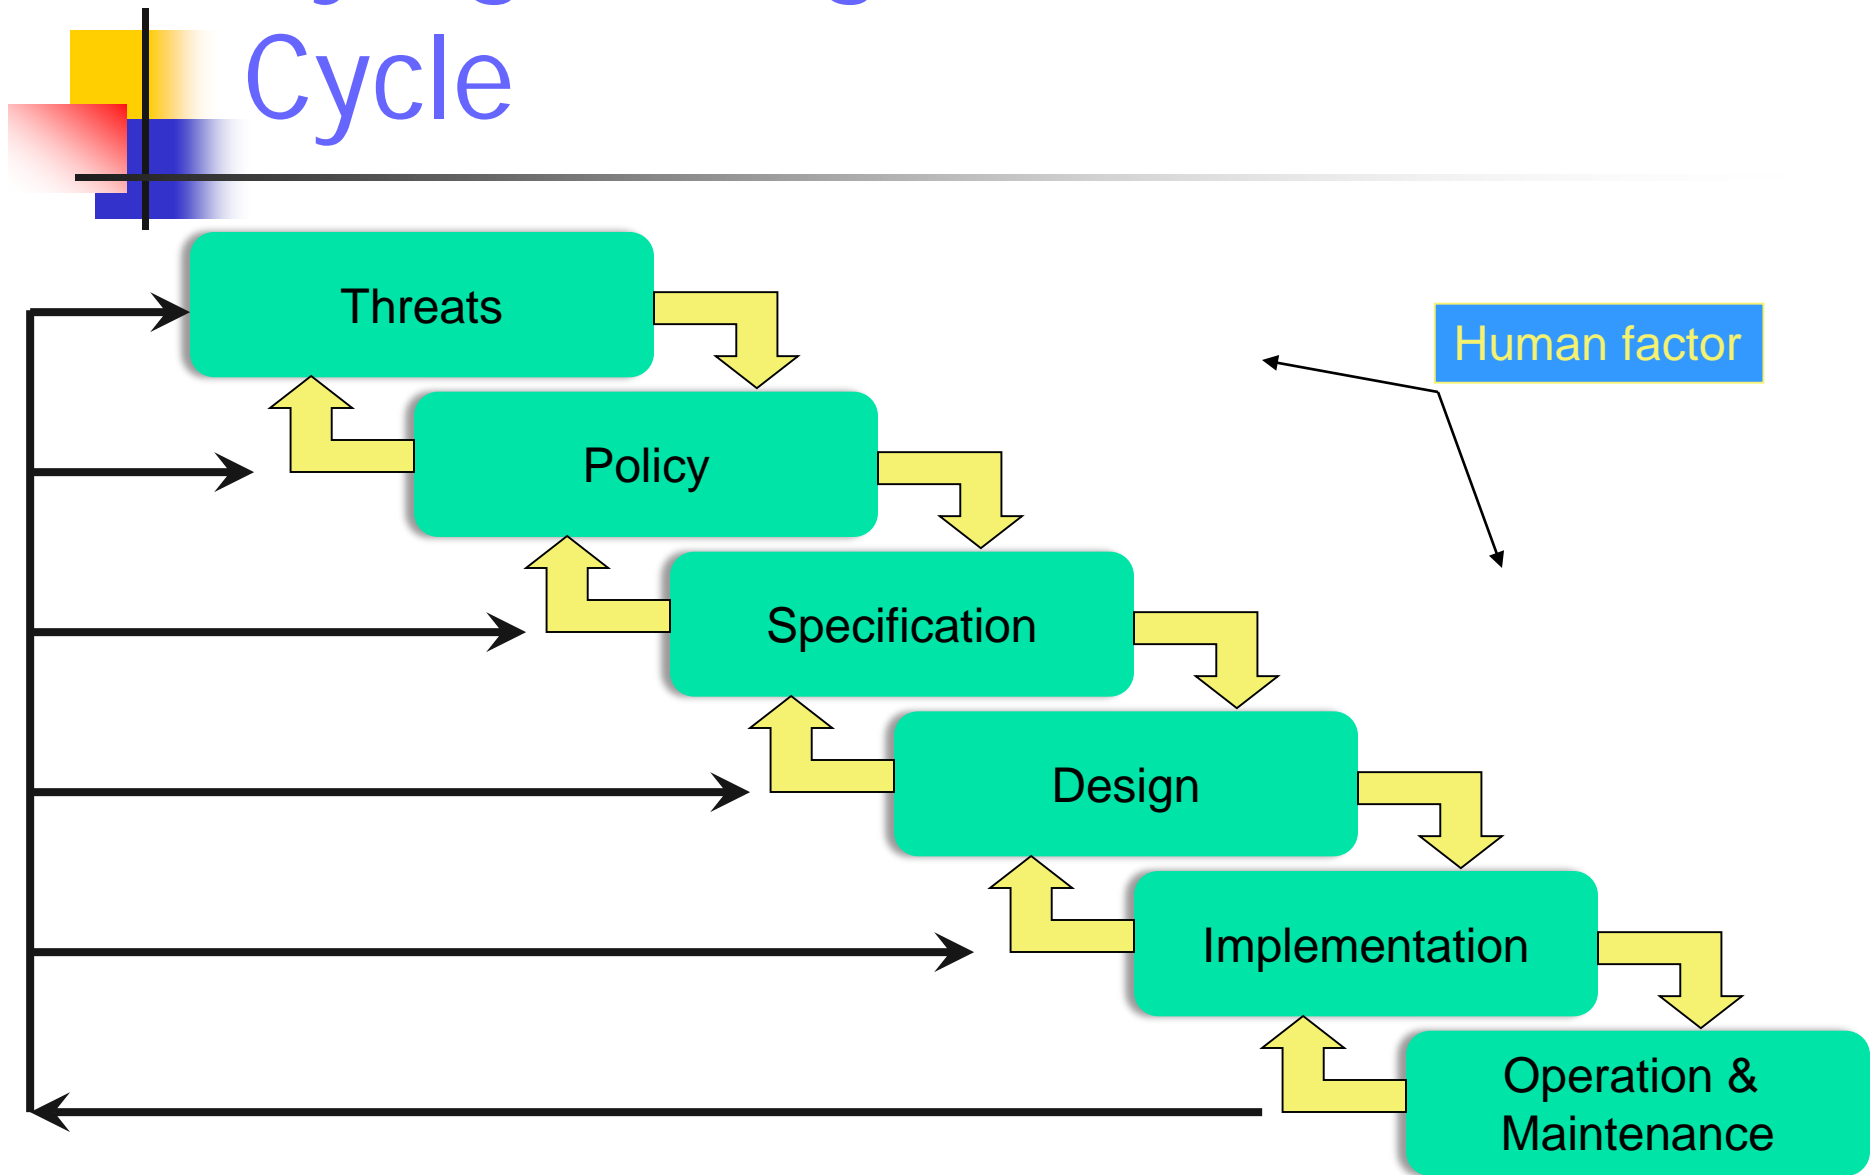 Cycle
Threats
Human factor
Policy
Specification
Design
Implementation
Operation &
Maintenance